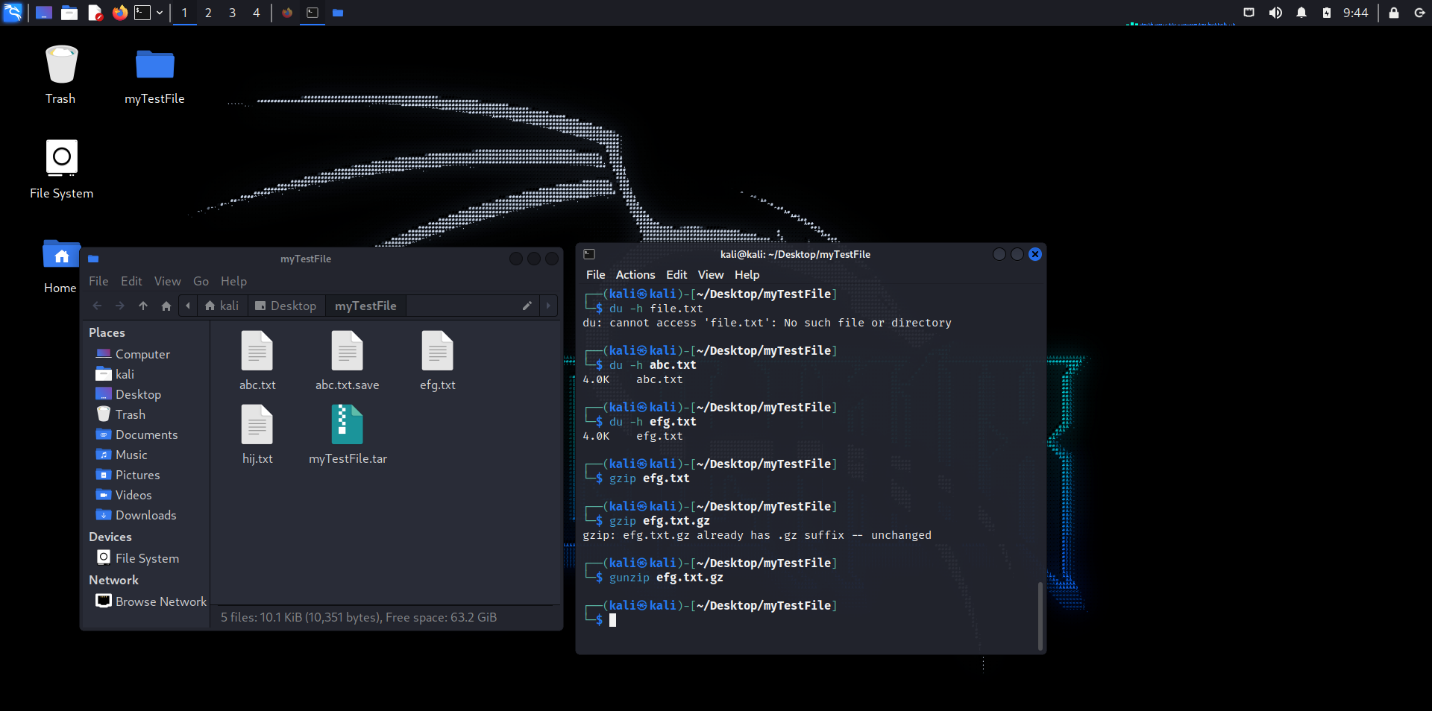 1 2 3 4
9:44
Trash
myTestFile
File System
Home
myTestFile
File Edit View Go Help
kali Desktop myTestFile
Places
Computer
kali
Desktop
Trash
Documents
Music
Pictures
Videos
Downloads
Devices
File System
Network
Browse Network
abc.txt abc.txt.save efg.txt
hij.txt myTestFile.tar
5 files: 10.1 KiB (10,351 bytes), Free space: 63.2 GiB
kali@kali: ~/Desktop/myTestFile
File Actions Edit View Help
┌──(kali㉿kali)-[~/Desktop/myTestFile]
└─$ du -h file.txt
du: cannot access 'file.txt': No such file or directory
┌──(kali㉿kali)-[~/Desktop/myTestFile]
└─$ du -h abc.txt
4.0K abc.txt
┌──(kali㉿kali)-[~/Desktop/myTestFile]
└─$ du -h efg.txt
4.0K efg.txt
┌──(kali㉿kali)-[~/Desktop/myTestFile]
└─$ gzip efg.txt
┌──(kali㉿kali)-[~/Desktop/myTestFile]
└─$ gzip efg.txt.gz
gzip: efg.txt.gz already has .gz suffix -- unchanged
┌──(kali㉿kali)-[~/Desktop/myTestFile]
└─$ gunzip efg.txt.gz
┌──(kali㉿kali)-[~/Desktop/myTestFile]
└─$